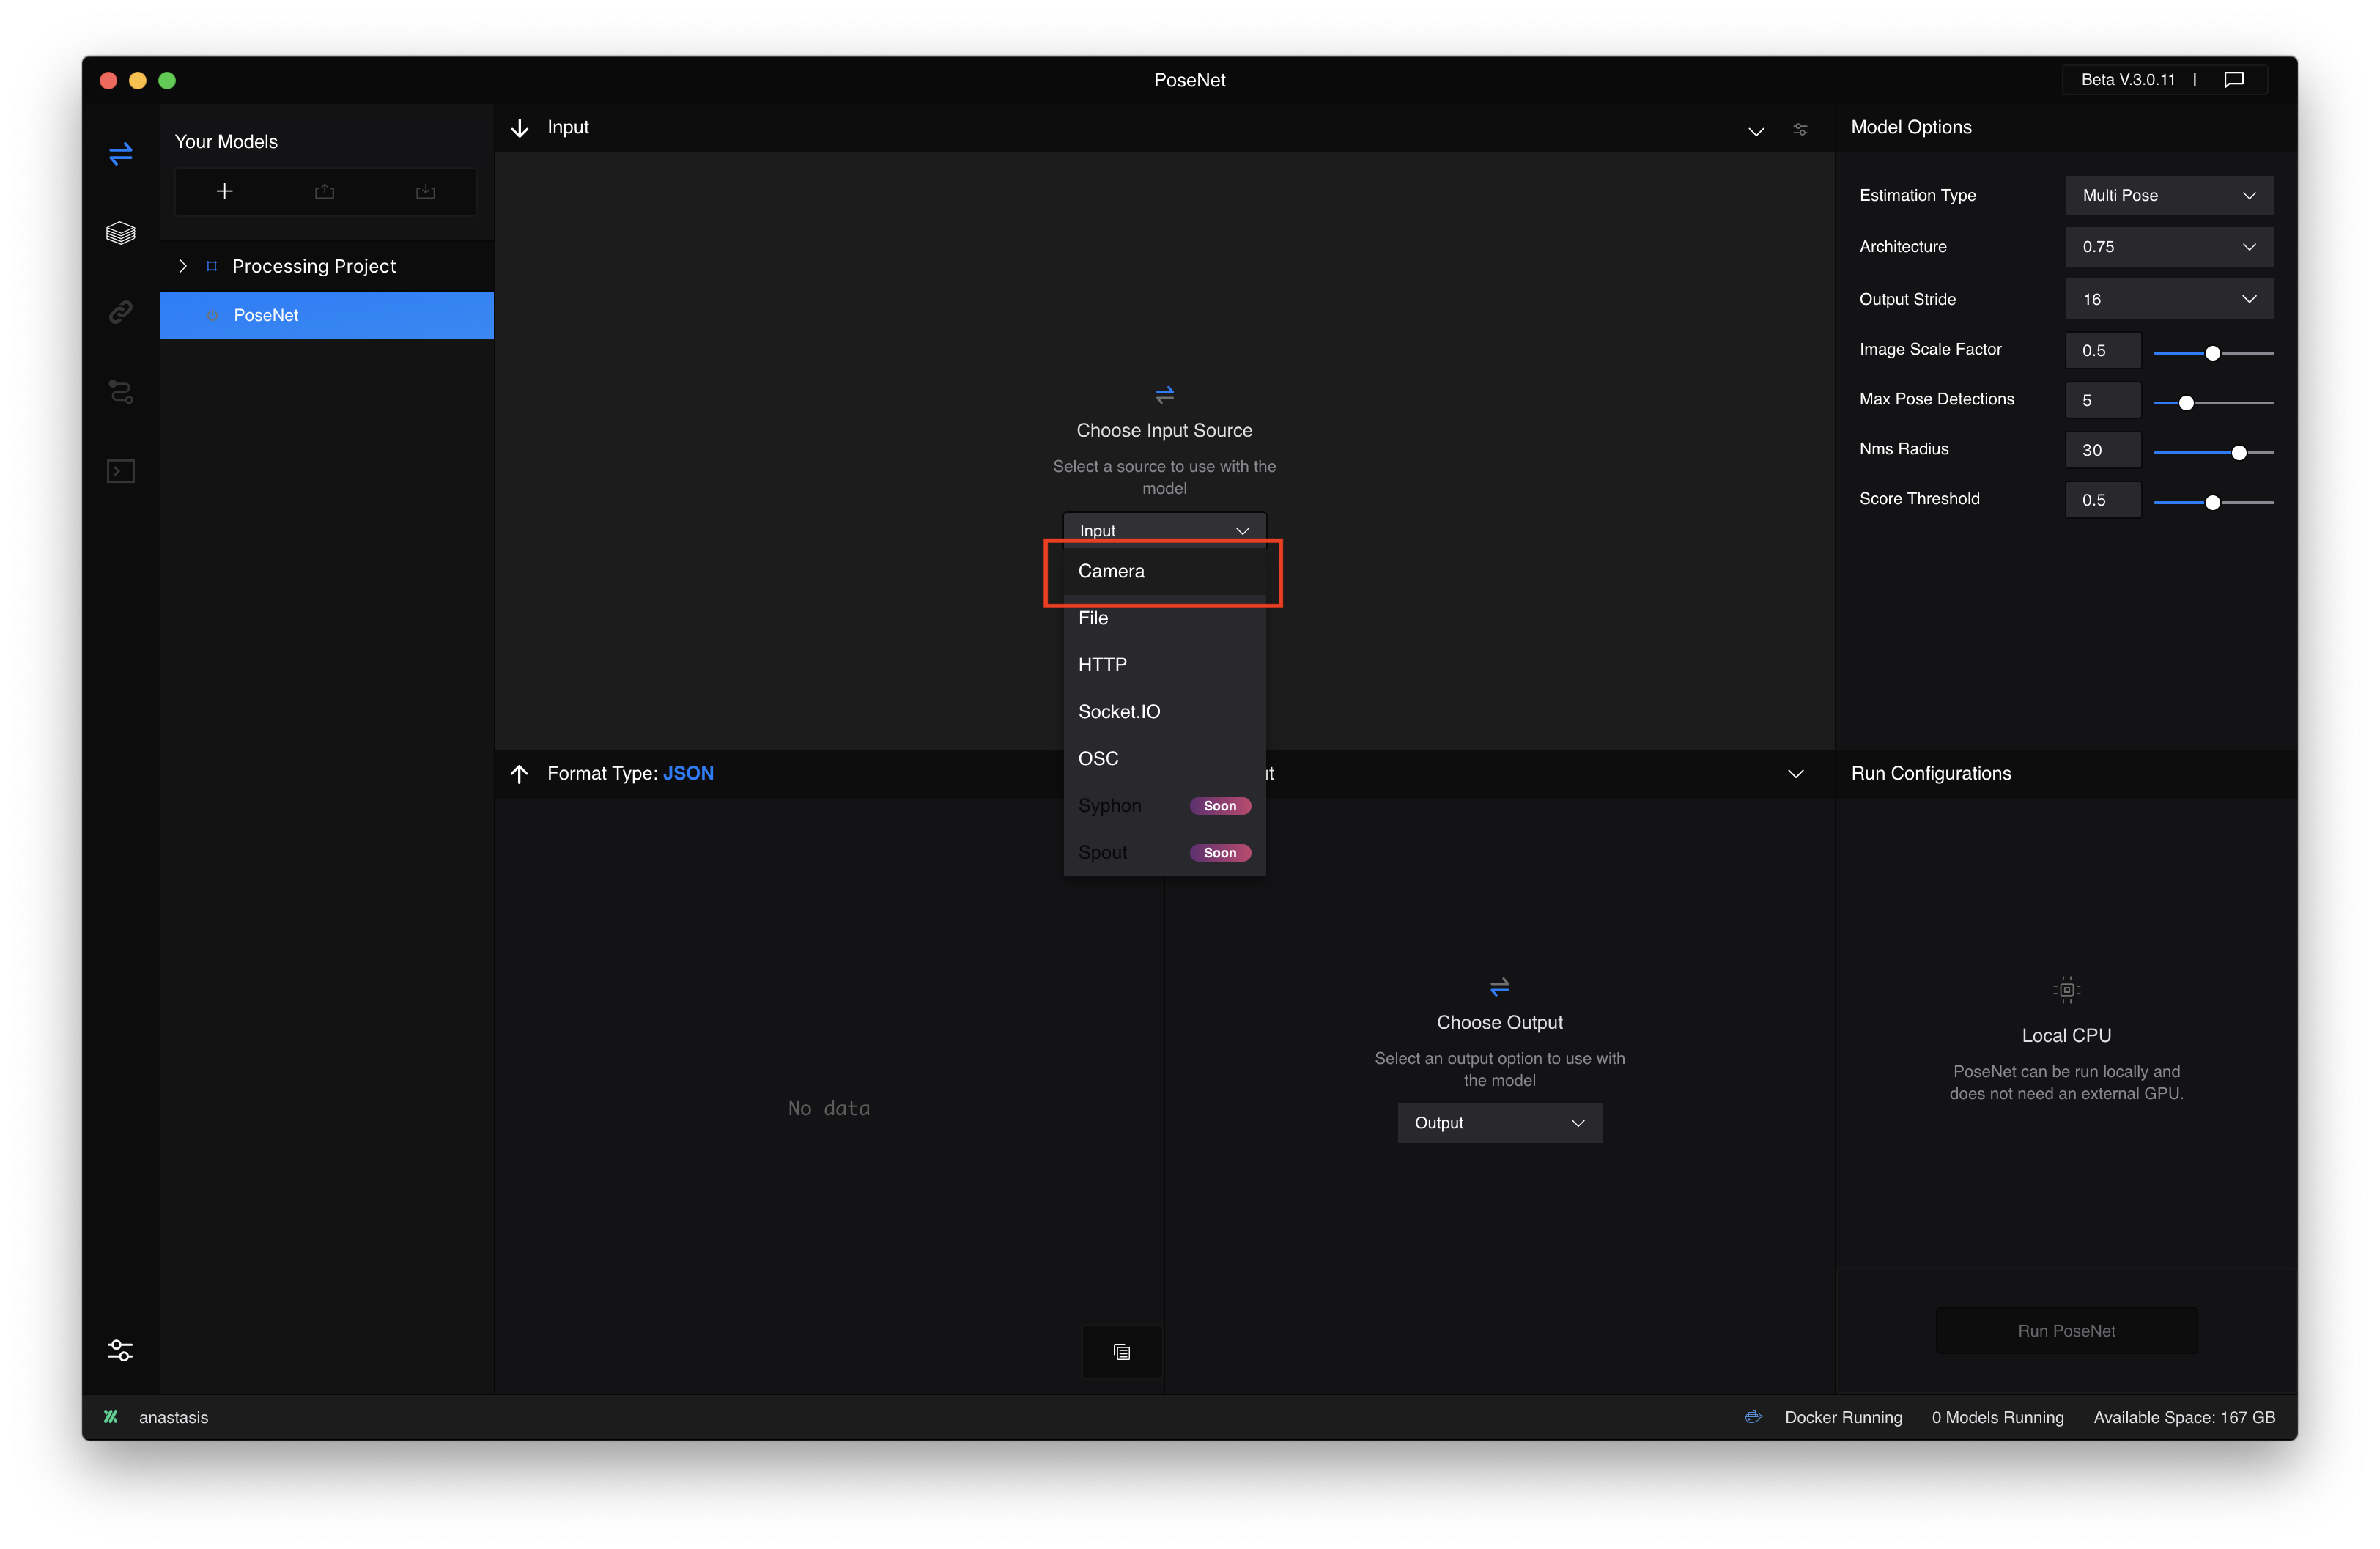 PoseNet
Beta V.3.0.11 |
Your Models
Processing Project
PoseNet
Input
Choose Input Source
Select a source to use with the
model
Input
Camera
File
HTTP
Socket.IO
OSC
Syphon Soon
Spout Soon
Model Options
Estimation Type Multi Pose
Architecture 0.75
Output Stride 16
Image Scale Factor 0.5
Max Pose Detections 5
Nms Radius 30
Score Threshold 0.5
Format Type: JSON
No data
Choose Output
Select an output option to use with
the model
Output
Run Configurations
Local CPU
PoseNet can be run locally and
does not need an external GPU.
Run PoseNet
anastasis
Docker Running 0 Models Running Available Space: 167 GB